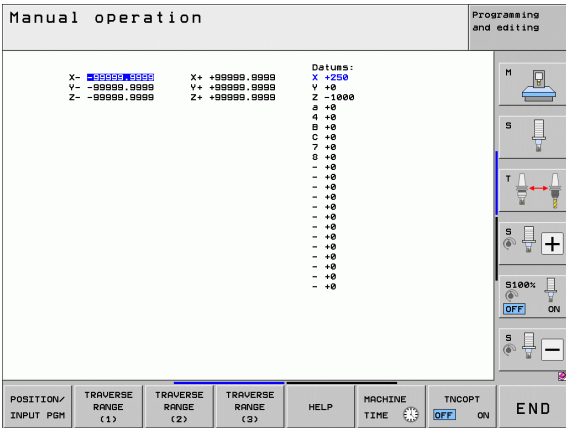 Manual operation
Programming
and editing
Datums:
X- -99999.9999 X+ +99999.9999 X +250
Y- -99999.9999 Y+ +99999.9999 Y +0
Z- -99999.9999 Z+ +99999.9999 Z -1000
a +0
4 +0
B +0
C +0
7 +0
8 +0
- +0
- +0
- +0
- +0
- +0
- +0
- +0
- +0
- +0
- +0
- +0
- +0
- +0
M
S
T
S
+
S100%
OFF ON
S
-
POSITION/
INPUT PGM
TRAVERSE
RANGE
(1)
TRAVERSE
RANGE
(2)
TRAVERSE
RANGE
(3)
HELP
MACHINE
TIME
TNCOPT
OFF ON
END